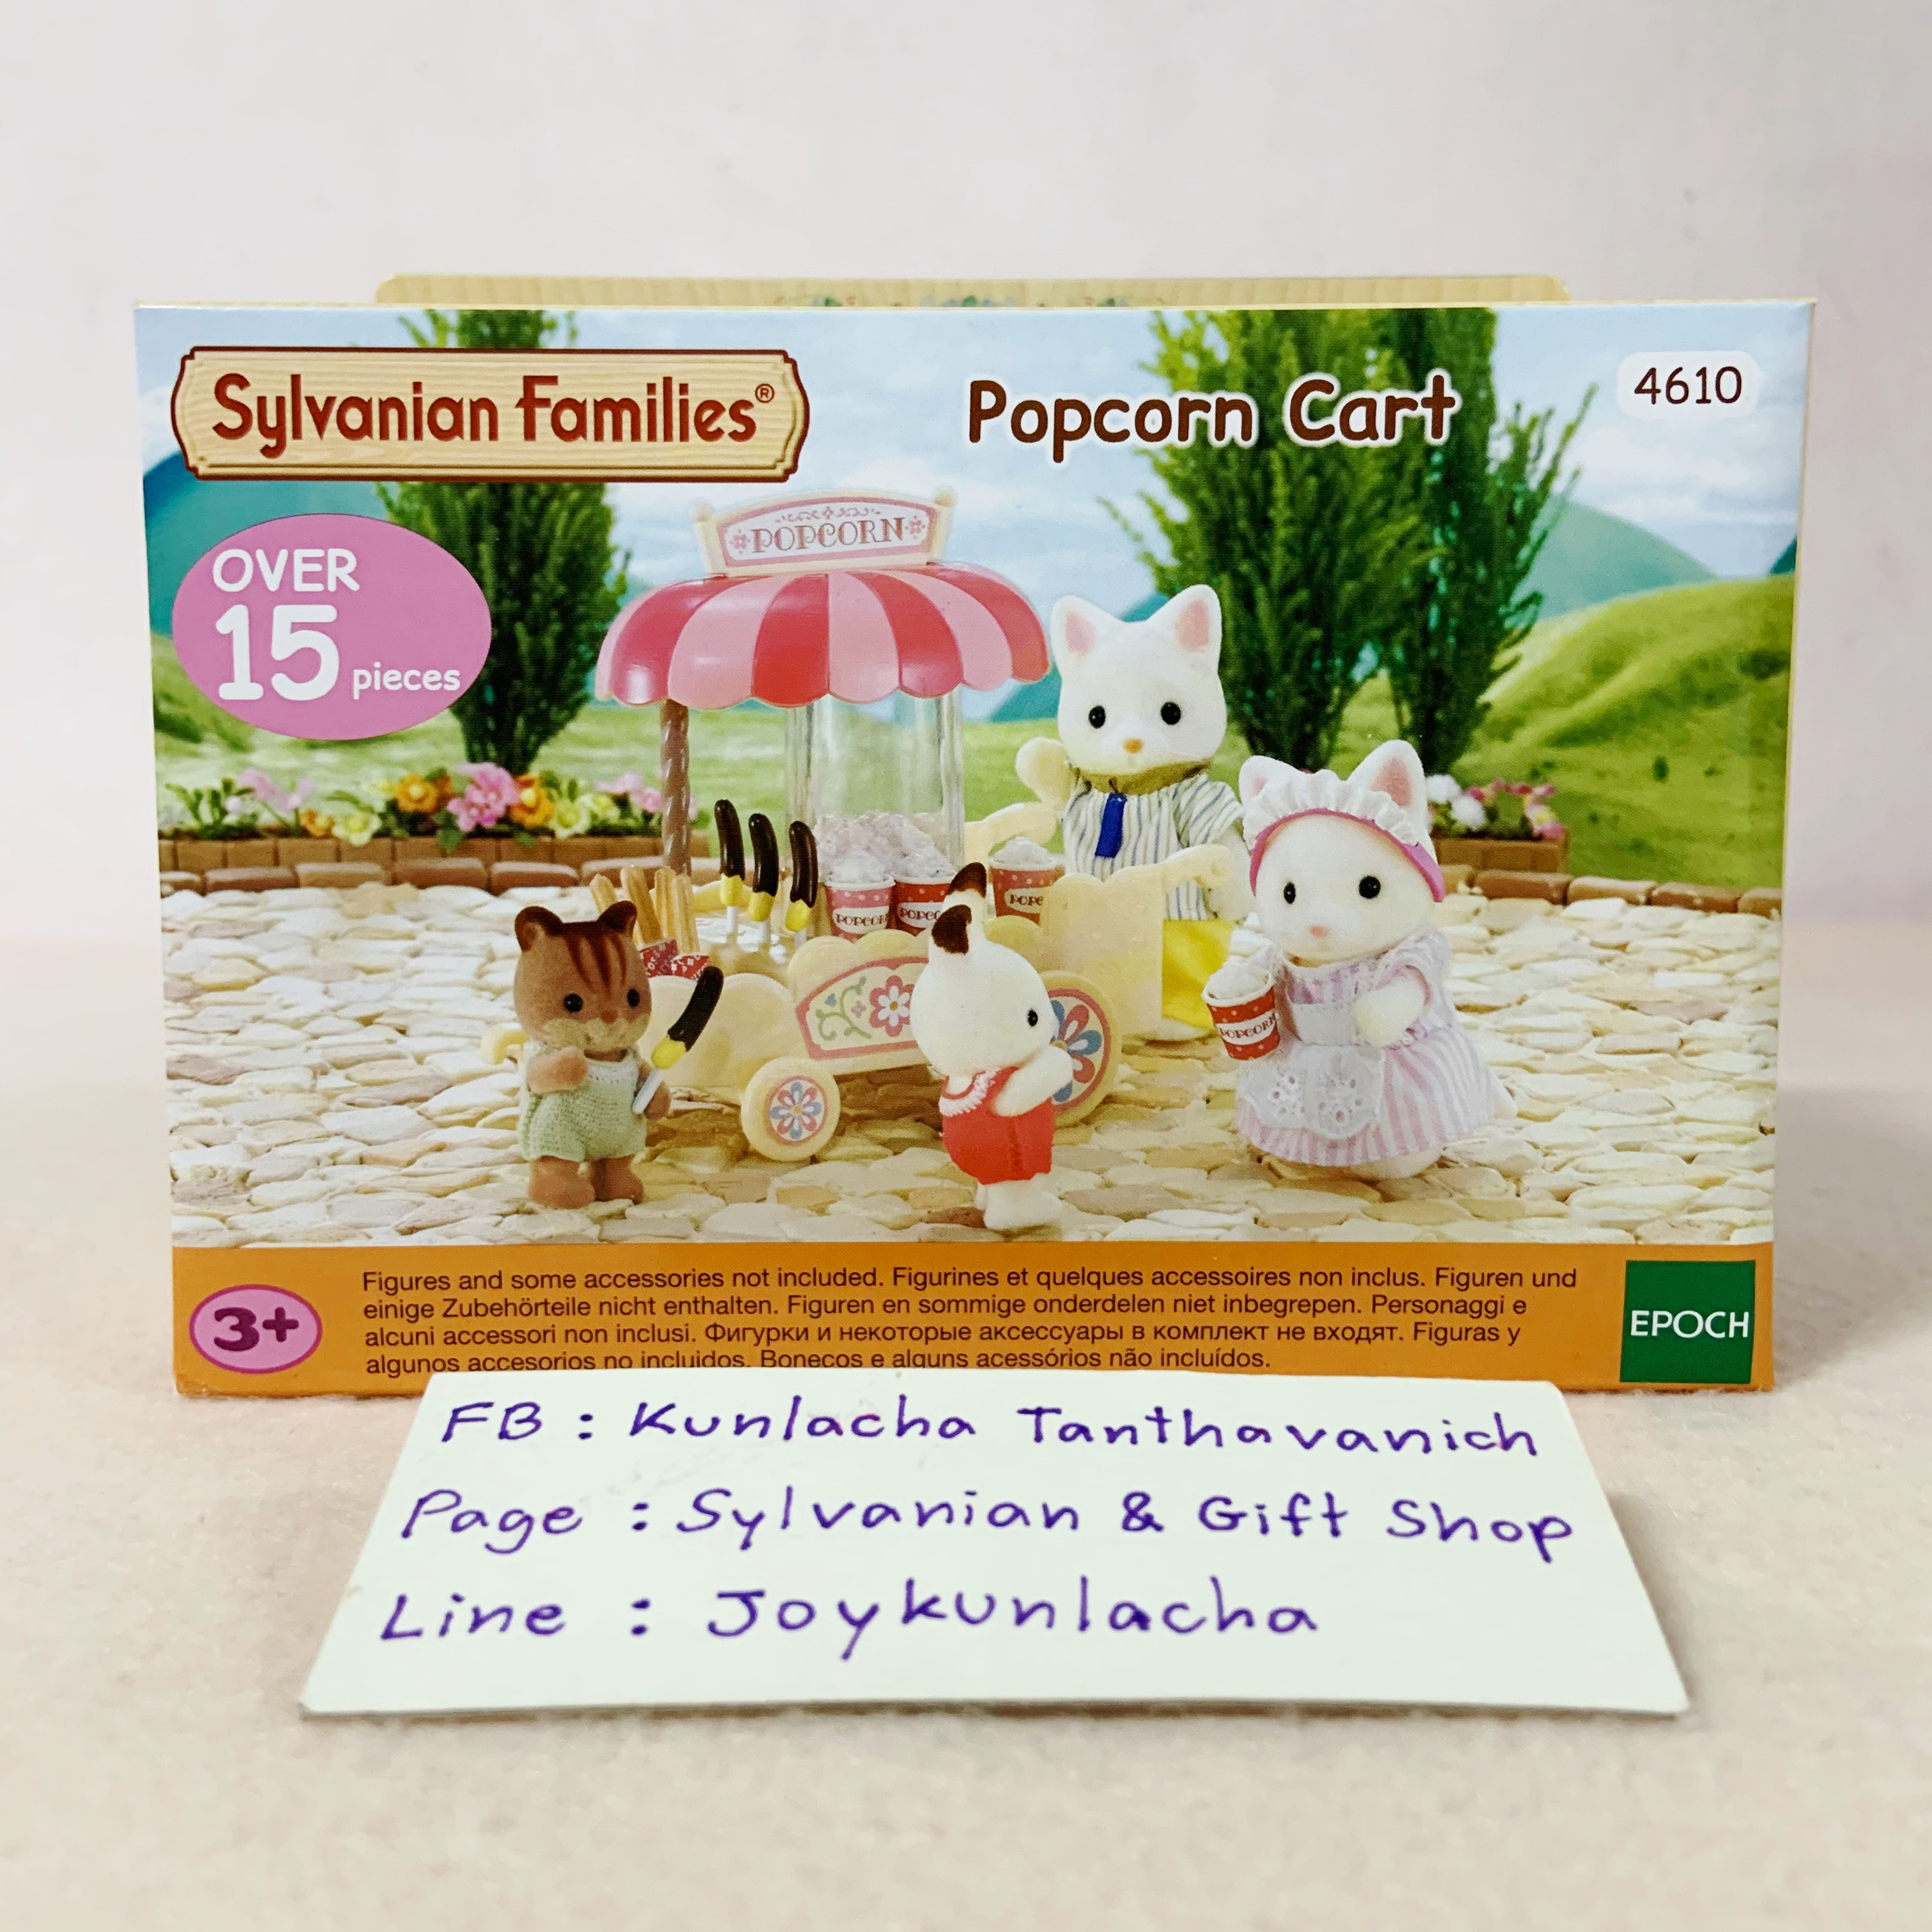 Sylvanian Families®
Popcorn Cart
4610
OVER
15 pieces
POPCORN
POPCORN
POPCORN
Figures and some accessories not included. Figurines et quelques accessoires non inclus. Figuren und
einige Zubehörteile nicht enthalten. Figuren en sommige onderdelen niet inbegrepen. Personaggi e
alcuni accessori non inclusi. Фигурки и некоторые аксессуары в комплект не входят. Figuras y
algunos accesorios no incluidos. Bonecos e alguns acessórios não incluídos.
3+
EPOCH
FB : Kunlacha Tanthavanich
Page : Sylvanian & Gift Shop
Line : Joykunlacha